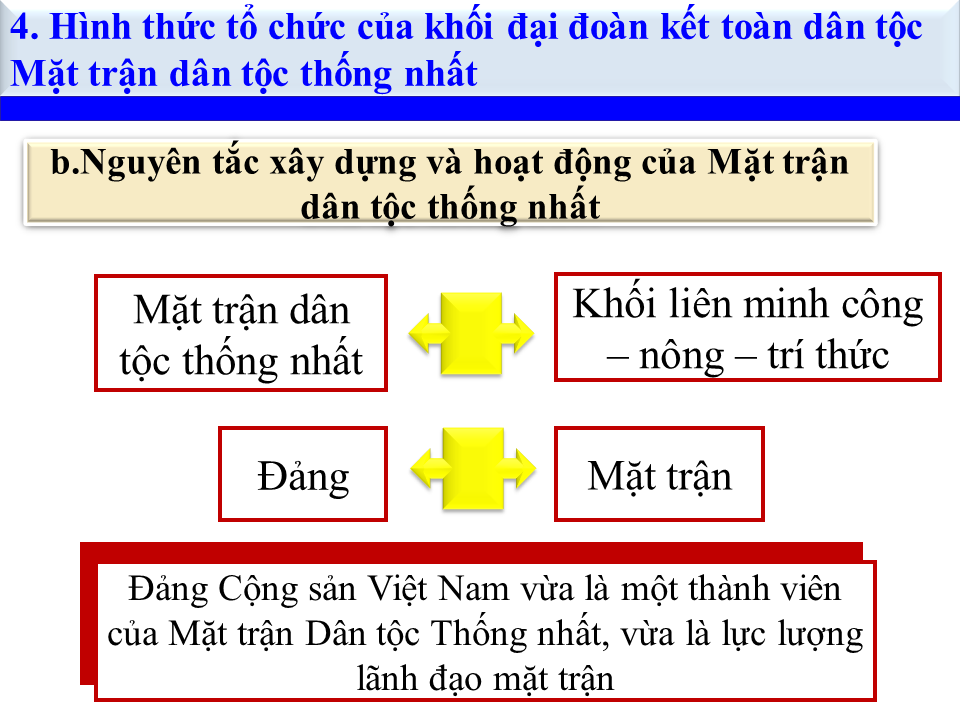 4. Hình thức tổ chức của khối đại đoàn kết toàn dân tộc
Mặt trận dân tộc thống nhất
b.Nguyên tắc xây dựng và hoạt động của Mặt trận
dân tộc thống nhất
Mặt trận dân
tộc thống nhất
Khối liên minh công
– nông – trí thức
Đảng
Mặt trận
Đảng Cộng sản Việt Nam vừa là một thành viên
của Mặt trận Dân tộc Thống nhất, vừa là lực lượng
lãnh đạo mặt trận